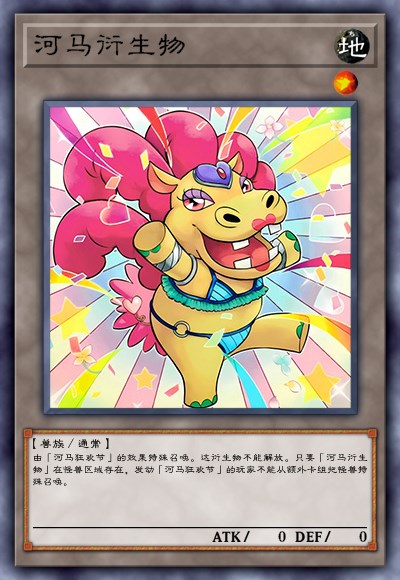 河马衍生物
地
【兽族／通常】
由「河马狂欢节」的效果特殊召唤。这衍生物不能解放。只要「河马衍生
物」在怪兽区域存在，发动「河马狂欢节」的玩家不能从额外卡组把怪兽特
殊召唤。
ATK/ 0 DEF/ 0